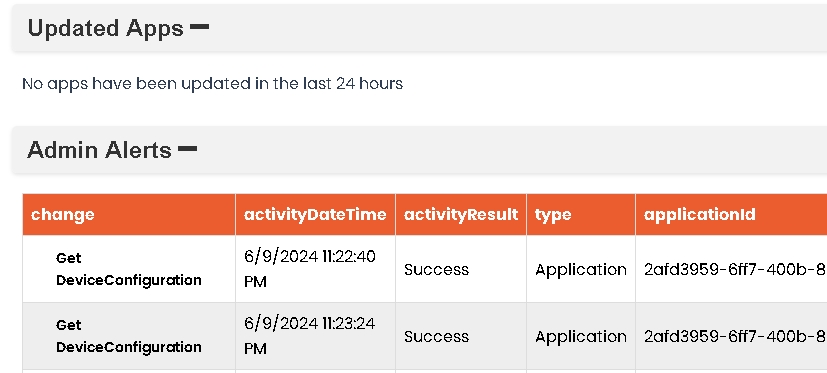 Updated Apps
No apps have been updated in the last 24 hours
Admin Alerts
change activityDateTime activityResult type applicationId
Get DeviceConfiguration 6/9/2024 11:22:40 PM Success Application 2afd3959-6ff7-400b-8
Get DeviceConfiguration 6/9/2024 11:23:24 PM Success Application 2afd3959-6ff7-400b-8